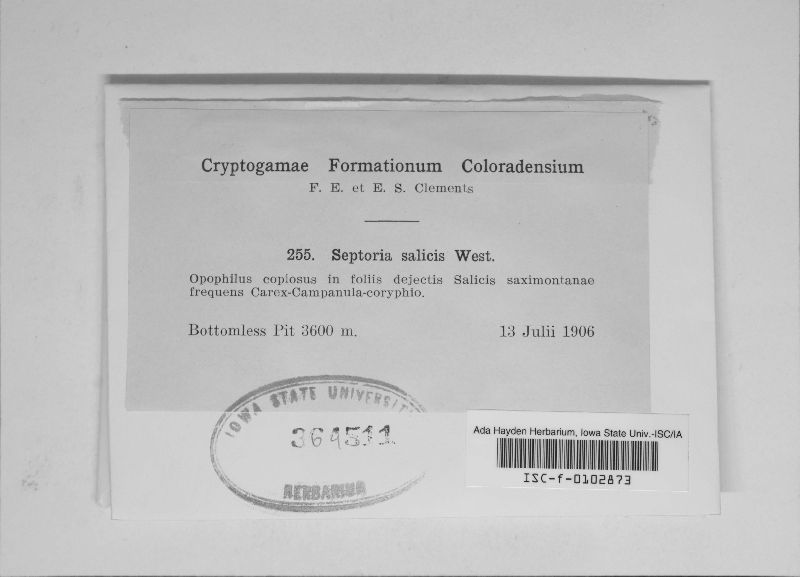 Cryptogamae Formationum Coloradensium
F. E. et E. S. Clements
255. Septoria salicis West.
Opophilus copiosus in foliis dejectis Salicis saximontanae
frequens Carex-Campanula-coryphio.
Bottomless Pit 3600 m. 13 Julii 1906
IOWA STATE UNIVERSITY
364511
HERBARIUM
Ada Hayden Herbarium, Iowa State Univ.-ISC/IA
ISC-f-0102873